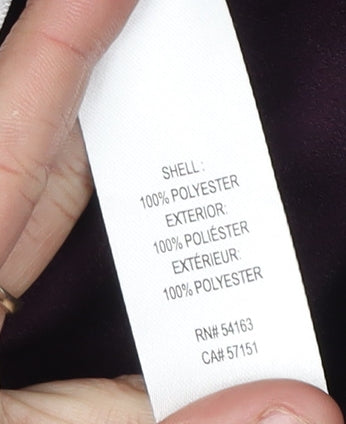 SHELL :
100% POLYESTER
EXTERIOR:
100% POLIÉSTER
EXTÉRIEUR:
100% POLYESTER
RN# 54163
CA# 57151